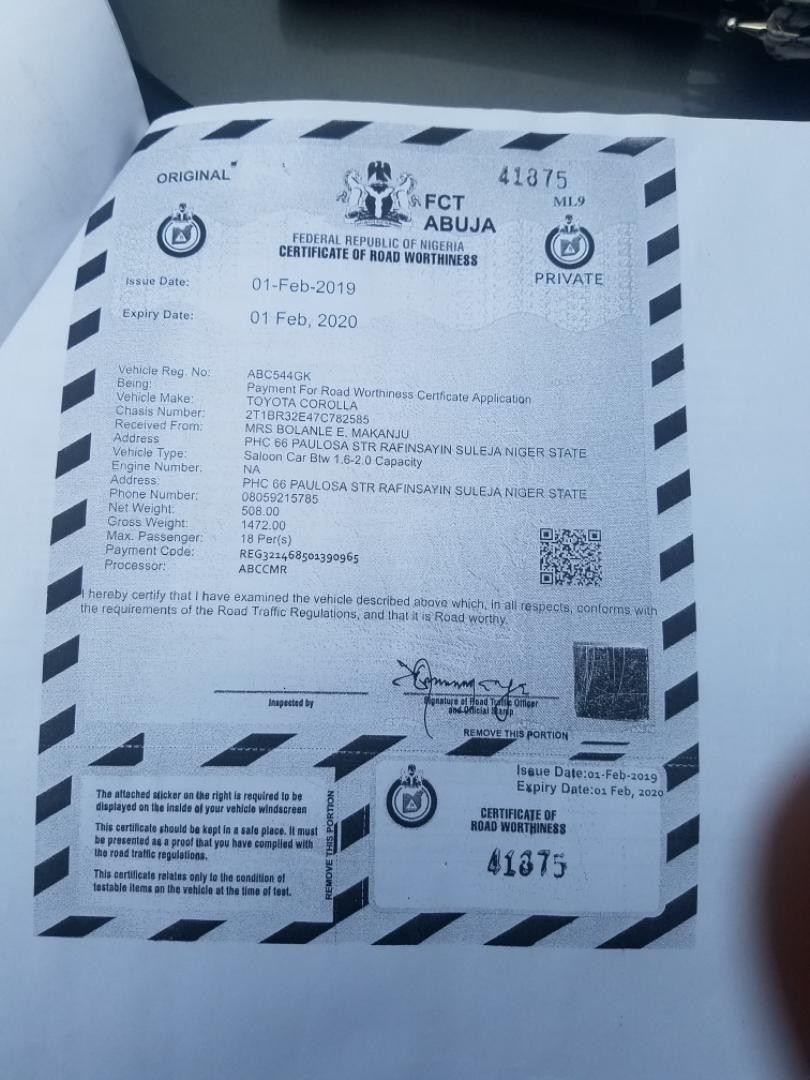 ORIGINAL
41875
ML9
FCT
ABUJA
FEDERAL REPUBLIC OF NIGERIA
CERTIFICATE OF ROAD WORTHINESS
PRIVATE
Issue Date: 01-Feb-2019
Expiry Date: 01 Feb, 2020
Vehicle Reg. No: ABC544GK
Being: Payment For Road Worthiness Certficate Application
Vehicle Make: TOYOTA COROLLA
Chasis Number: 2T1BR32E47C782585
Received From: MRS BOLANLE E. MAKANJU
Address PHC 66 PAULOSA STR RAFINSAYIN SULEJA NIGER STATE
Vehicle Type: Saloon Car Btw 1.6-2.0 Capacity
Engine Number: NA
Address: PHC 66 PAULOSA STR RAFINSAYIN SULEJA NIGER STATE
Phone Number: 08059215785
Net Weight: 508.00
Gross Weight: 1472.00
Max. Passenger: 18 Per(s)
Payment Code: REG321468501390965
Processor: ABCCMR
I hereby certify that I have examined the vehicle described above which, in all respects, conforms with
the requirements of the Road Traffic Regulations, and that it is Road worthy.
Inspected by
Signature of Road Traffic Officer
and Official Stamp
REMOVE THIS PORTION
The attached sticker on the right is required to be
displayed on the inside of your vehicle windscreen
This certificate should be kept in a safe place. It must
be presented as a proof that you have complied with
the road traffic regulations.
This certificate relates only to the condition of
testable items on the vehicle at the time of test.
REMOVE THIS PORTION
Issue Date:01-Feb-2019
Expiry Date:01 Feb, 2020
CERTIFICATE OF
ROAD WORTHINESS
41875